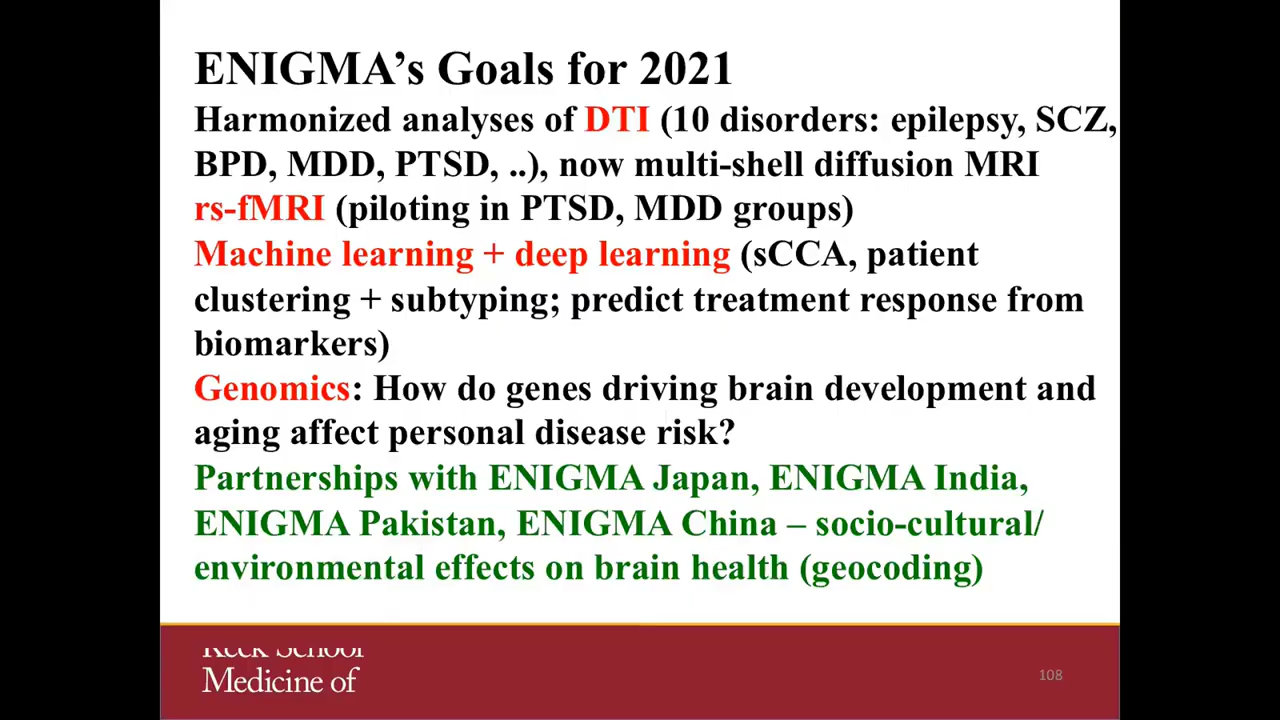 ENIGMA’s Goals for 2021
Harmonized analyses of DTI (10 disorders: epilepsy, SCZ,
BPD, MDD, PTSD, ..), now multi-shell diffusion MRI
rs-fMRI (piloting in PTSD, MDD groups)
Machine learning + deep learning (sCCA, patient
clustering + subtyping; predict treatment response from
biomarkers)
Genomics: How do genes driving brain development and
aging affect personal disease risk?
Partnerships with ENIGMA Japan, ENIGMA India,
ENIGMA Pakistan, ENIGMA China – socio-cultural/
environmental effects on brain health (geocoding)
Keck School
Medicine of
108